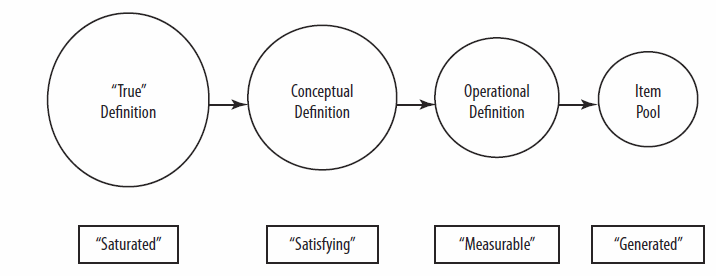 “True”
Definition
Conceptual
Definition
Operational
Definition
Item
Pool
“Saturated”
“Satisfying”
“Measurable”
“Generated”